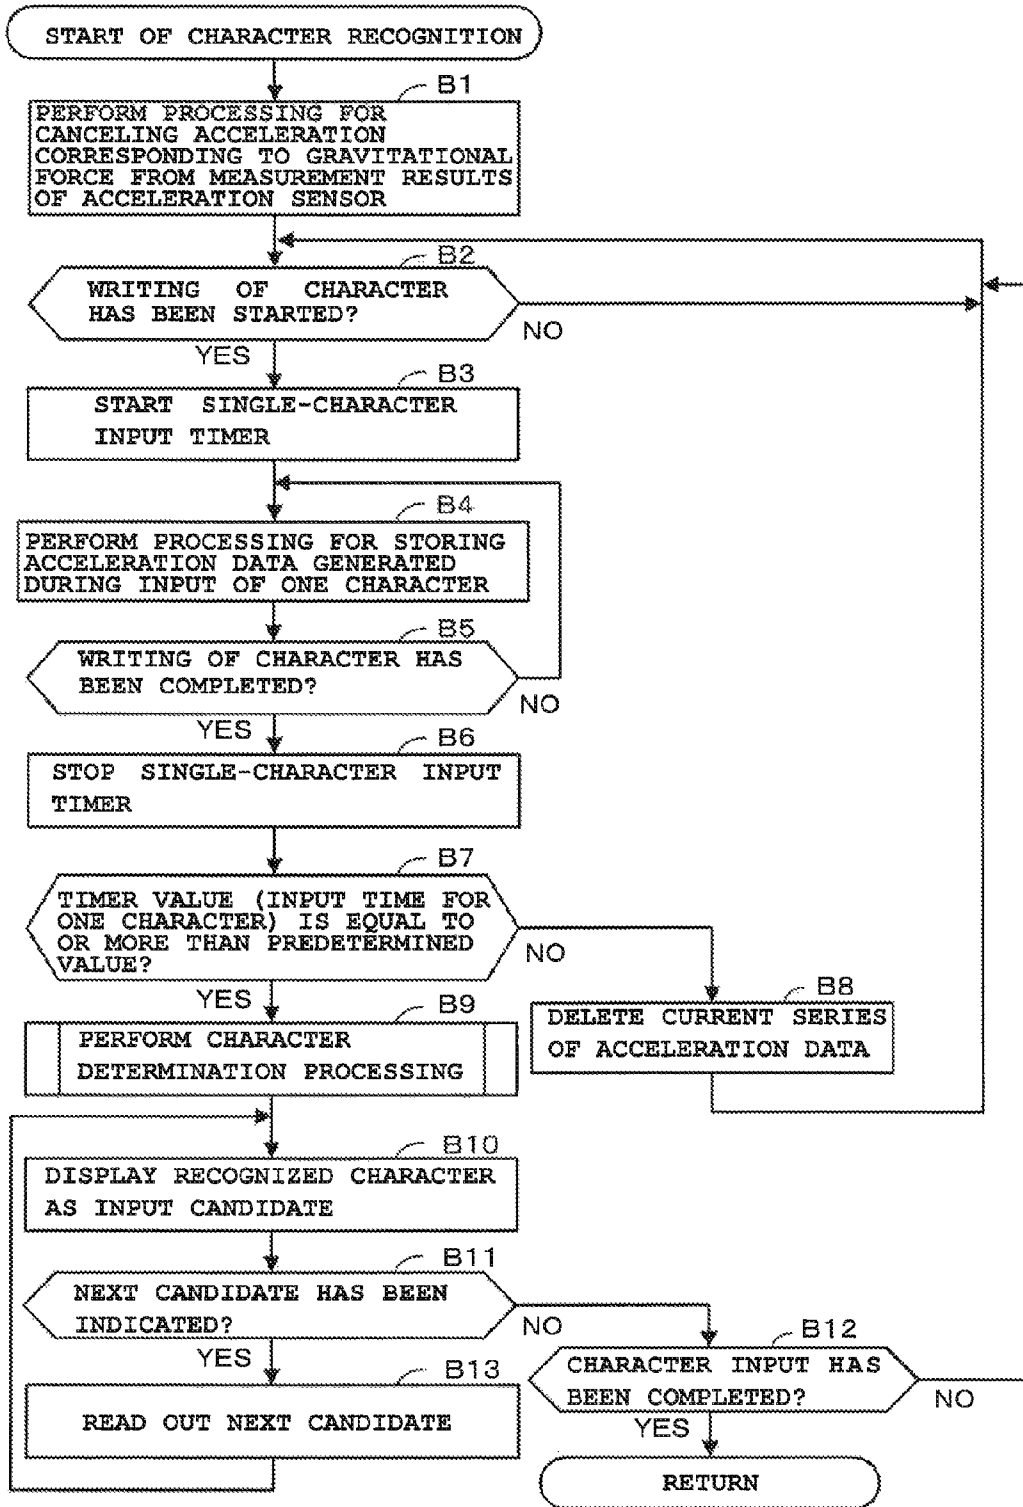 START OF CHARACTER RECOGNITION
B1
PERFORM PROCESSING FOR
CANCELING ACCELERATION
CORRESPONDING TO GRAVITATIONAL
FORCE FROM MEASUREMENT RESULTS
OF ACCELERATION SENSOR
B2
WRITING OF CHARACTER
HAS BEEN STARTED?
NO
YES
B3
START SINGLE-CHARACTER
INPUT TIMER
B4
PERFORM PROCESSING FOR STORING
ACCELERATION DATA GENERATED
DURING INPUT OF ONE CHARACTER
B5
WRITING OF CHARACTER HAS
BEEN COMPLETED?
NO
YES
B6
STOP SINGLE-CHARACTER INPUT
TIMER
B7
TIMER VALUE (INPUT TIME FOR
ONE CHARACTER) IS EQUAL TO
OR MORE THAN PREDETERMINED
VALUE?
NO
YES
B8
DELETE CURRENT SERIES
OF ACCELERATION DATA
B9
PERFORM CHARACTER
DETERMINATION PROCESSING
B10
DISPLAY RECOGNIZED CHARACTER
AS INPUT CANDIDATE
B11
NEXT CANDIDATE HAS BEEN
INDICATED?
NO
YES
B12
CHARACTER INPUT HAS
BEEN COMPLETED?
NO
YES
B13
READ OUT NEXT CANDIDATE
RETURN